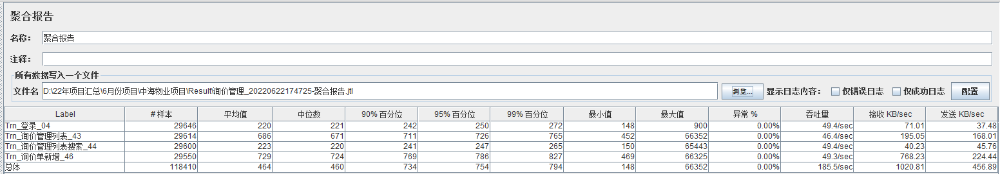 聚合报告
名称： 聚合报告
注释：
所有数据写入一个文件
文件名 D:\22年项目汇总\6月份项目\中海物业项目\Result\询价管理_20220622174725-聚合报告.jtl 浏览... 显示日志内容： 仅错误日志 仅成功日志 配置
Label # 样本 平均值 中位数 90% 百分位 95% 百分位 99% 百分位 最小值 最大值 异常 % 吞吐量 接收 KB/sec 发送 KB/sec
Trn_登录_04 29646 220 221 242 250 272 148 900 0.00% 49.4/sec 71.01 37.48
Trn_询价管理列表_43 29614 686 671 711 726 765 452 66352 0.00% 46.4/sec 195.05 168.01
Trn_询价管理列表搜索_44 29600 223 220 241 247 265 150 65443 0.00% 49.4/sec 40.23 45.76
Trn_询价单新增_46 29550 729 724 769 786 827 469 66325 0.00% 49.3/sec 768.23 224.44
总体 118410 464 460 734 754 794 148 66352 0.00% 185.5/sec 1020.81 456.89